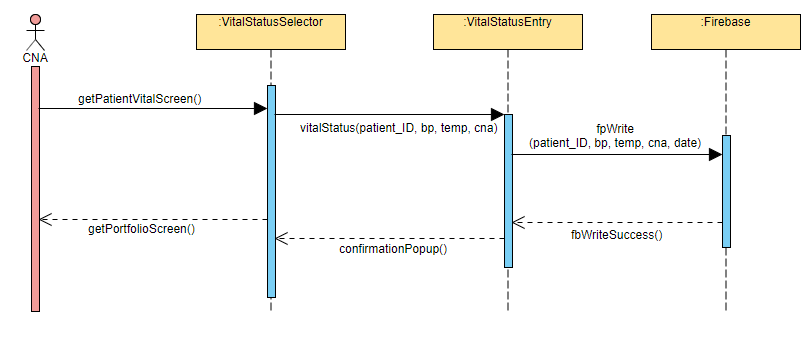 :VitalStatusSelector
:VitalStatusEntry
:Firebase
CNA
getPatientVitalScreen()
vitalStatus(patient_ID, bp, temp, cna)
fpWrite
(patient_ID, bp, temp, cna, date)
getPortfolioScreen()
fbWriteSuccess()
confirmationPopup()